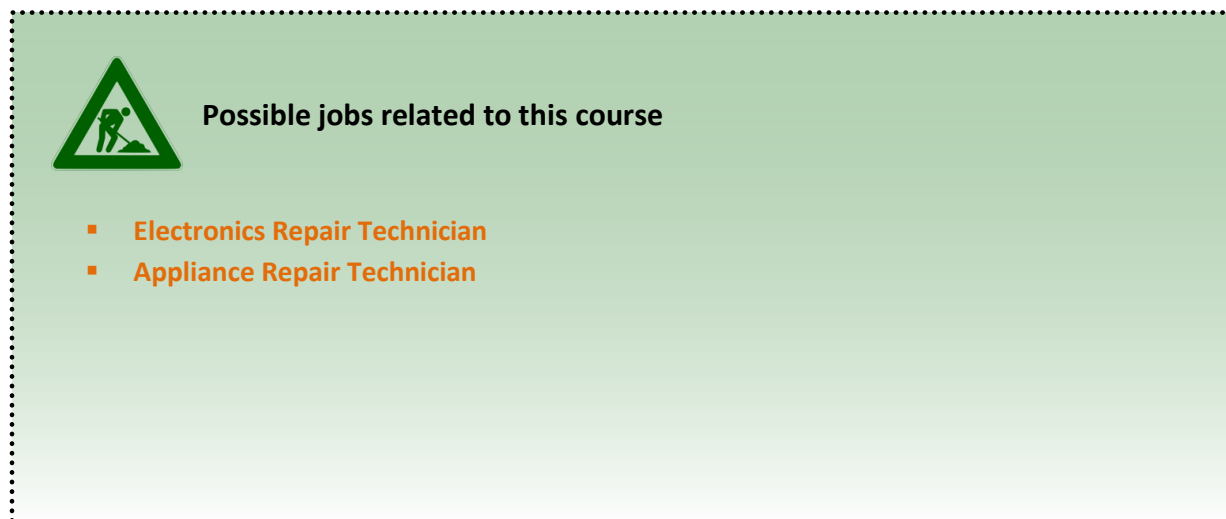 Possible jobs related to this course
▪ Electronics Repair Technician
▪ Appliance Repair Technician